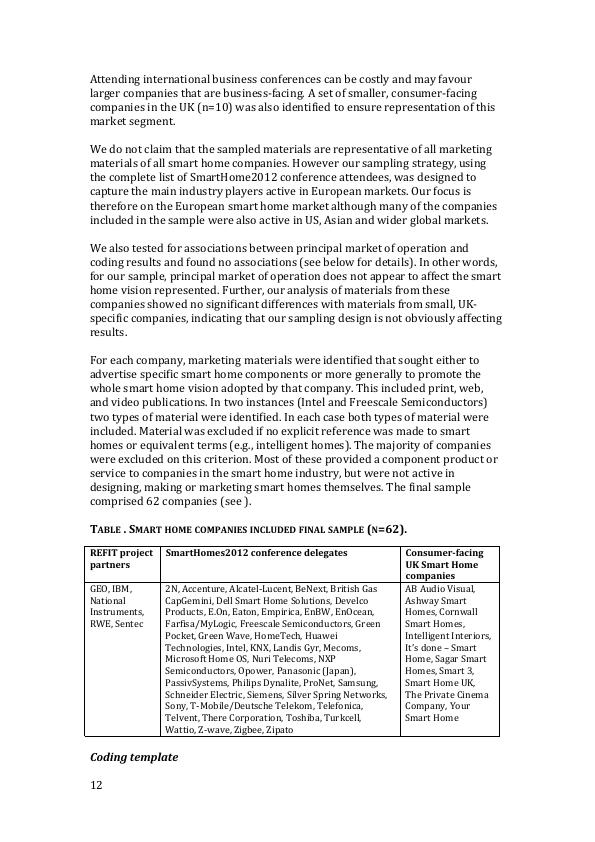 Attending international business conferences can be costly and may favour
larger companies that are business-facing. A set of smaller, consumer-facing
companies in the UK (n=10) was also identified to ensure representation of this
market segment.
We do not claim that the sampled materials are representative of all marketing
materials of all smart home companies. However our sampling strategy, using
the complete list of SmartHome2012 conference attendees, was designed to
capture the main industry players active in European markets. Our focus is
therefore on the European smart home market although many of the companies
included in the sample were also active in US, Asian and wider global markets.
We also tested for associations between principal market of operation and
coding results and found no associations (see below for details). In other words,
for our sample, principal market of operation does not appear to affect the smart
home vision represented. Further, our analysis of materials from these
companies showed no significant differences with materials from small, UK-
specific companies, indicating that our sampling design is not obviously affecting
results.
For each company, marketing materials were identified that sought either to
advertise specific smart home components or more generally to promote the
whole smart home vision adopted by that company. This included print, web,
and video publications. In two instances (Intel and Freescale Semiconductors)
two types of material were identified. In each case both types of material were
included. Material was excluded if no explicit reference was made to smart
homes or equivalent terms (e.g., intelligent homes). The majority of companies
were excluded on this criterion. Most of these provided a component product or
service to companies in the smart home industry, but were not active in
designing, making or marketing smart homes themselves. The final sample
comprised 62 companies (see ).
TABLE . SMART HOME COMPANIES INCLUDED FINAL SAMPLE (N=62).
REFIT project
partners
SmartHomes2012 conference delegates
Consumer-facing
UK Smart Home
companies
GEO, IBM,
National
Instruments,
RWE, Sentec
2N, Accenture, Alcatel-Lucent, BeNext, British Gas
CapGemini, Dell Smart Home Solutions, Develco
Products, E.On, Eaton, Empirica, EnBW, EnOcean,
Farfisa/MyLogic, Freescale Semiconductors, Green
Pocket, Green Wave, HomeTech, Huawei
Technologies, Intel, KNX, Landis Gyr, Mecoms,
Microsoft Home OS, Nuri Telecoms, NXP
Semiconductors, Opower, Panasonic (Japan),
PassivSystems, Philips Dynalite, ProNet, Samsung,
Schneider Electric, Siemens, Silver Spring Networks,
Sony, T-Mobile/Deutsche Telekom, Telefonica,
Telvent, There Corporation, Toshiba, Turkcell,
Wattio, Z-wave, Zigbee, Zipato
AB Audio Visual,
Ashway Smart
Homes, Cornwall
Smart Homes,
Intelligent Interiors,
It's done – Smart
Home, Sagar Smart
Homes, Smart 3,
Smart Home UK,
The Private Cinema
Company, Your
Smart Home
Coding template
12